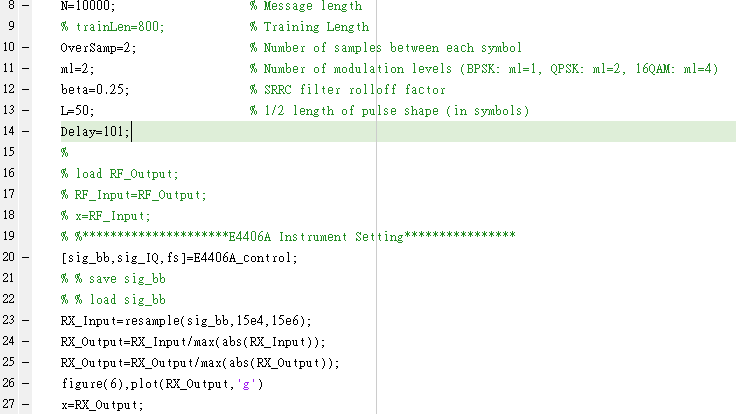 8 – N=10000; % Message length
9 % trainLen=800; % Training Length
10 – OverSamp=2; % Number of samples between each symbol
11 – ml=2; % Number of modulation levels (BPSK: ml=1, QPSK: ml=2, 16QAM: ml=4)
12 – beta=0.25; % SRRC filter rolloff factor
13 – L=50; % 1/2 length of pulse shape (in symbols)
14 – Delay=101;
15 %
16 % load RF_Output;
17 % RF_Input=RF_Output;
18 % x=RF_Input;
19 % %*********************E4406A Instrument Setting****************
20 – [sig_bb,sig_IQ,fs]=E4406A_control;
21 % % save sig_bb
22 % % load sig_bb
23 – RX_Input=resample(sig_bb,15e4,15e6);
24 – RX_Output=RX_Input/max(abs(RX_Input));
25 – RX_Output=RX_Output/max(abs(RX_Output));
26 – figure(6),plot(RX_Output,'g')
27 – x=RX_Output;